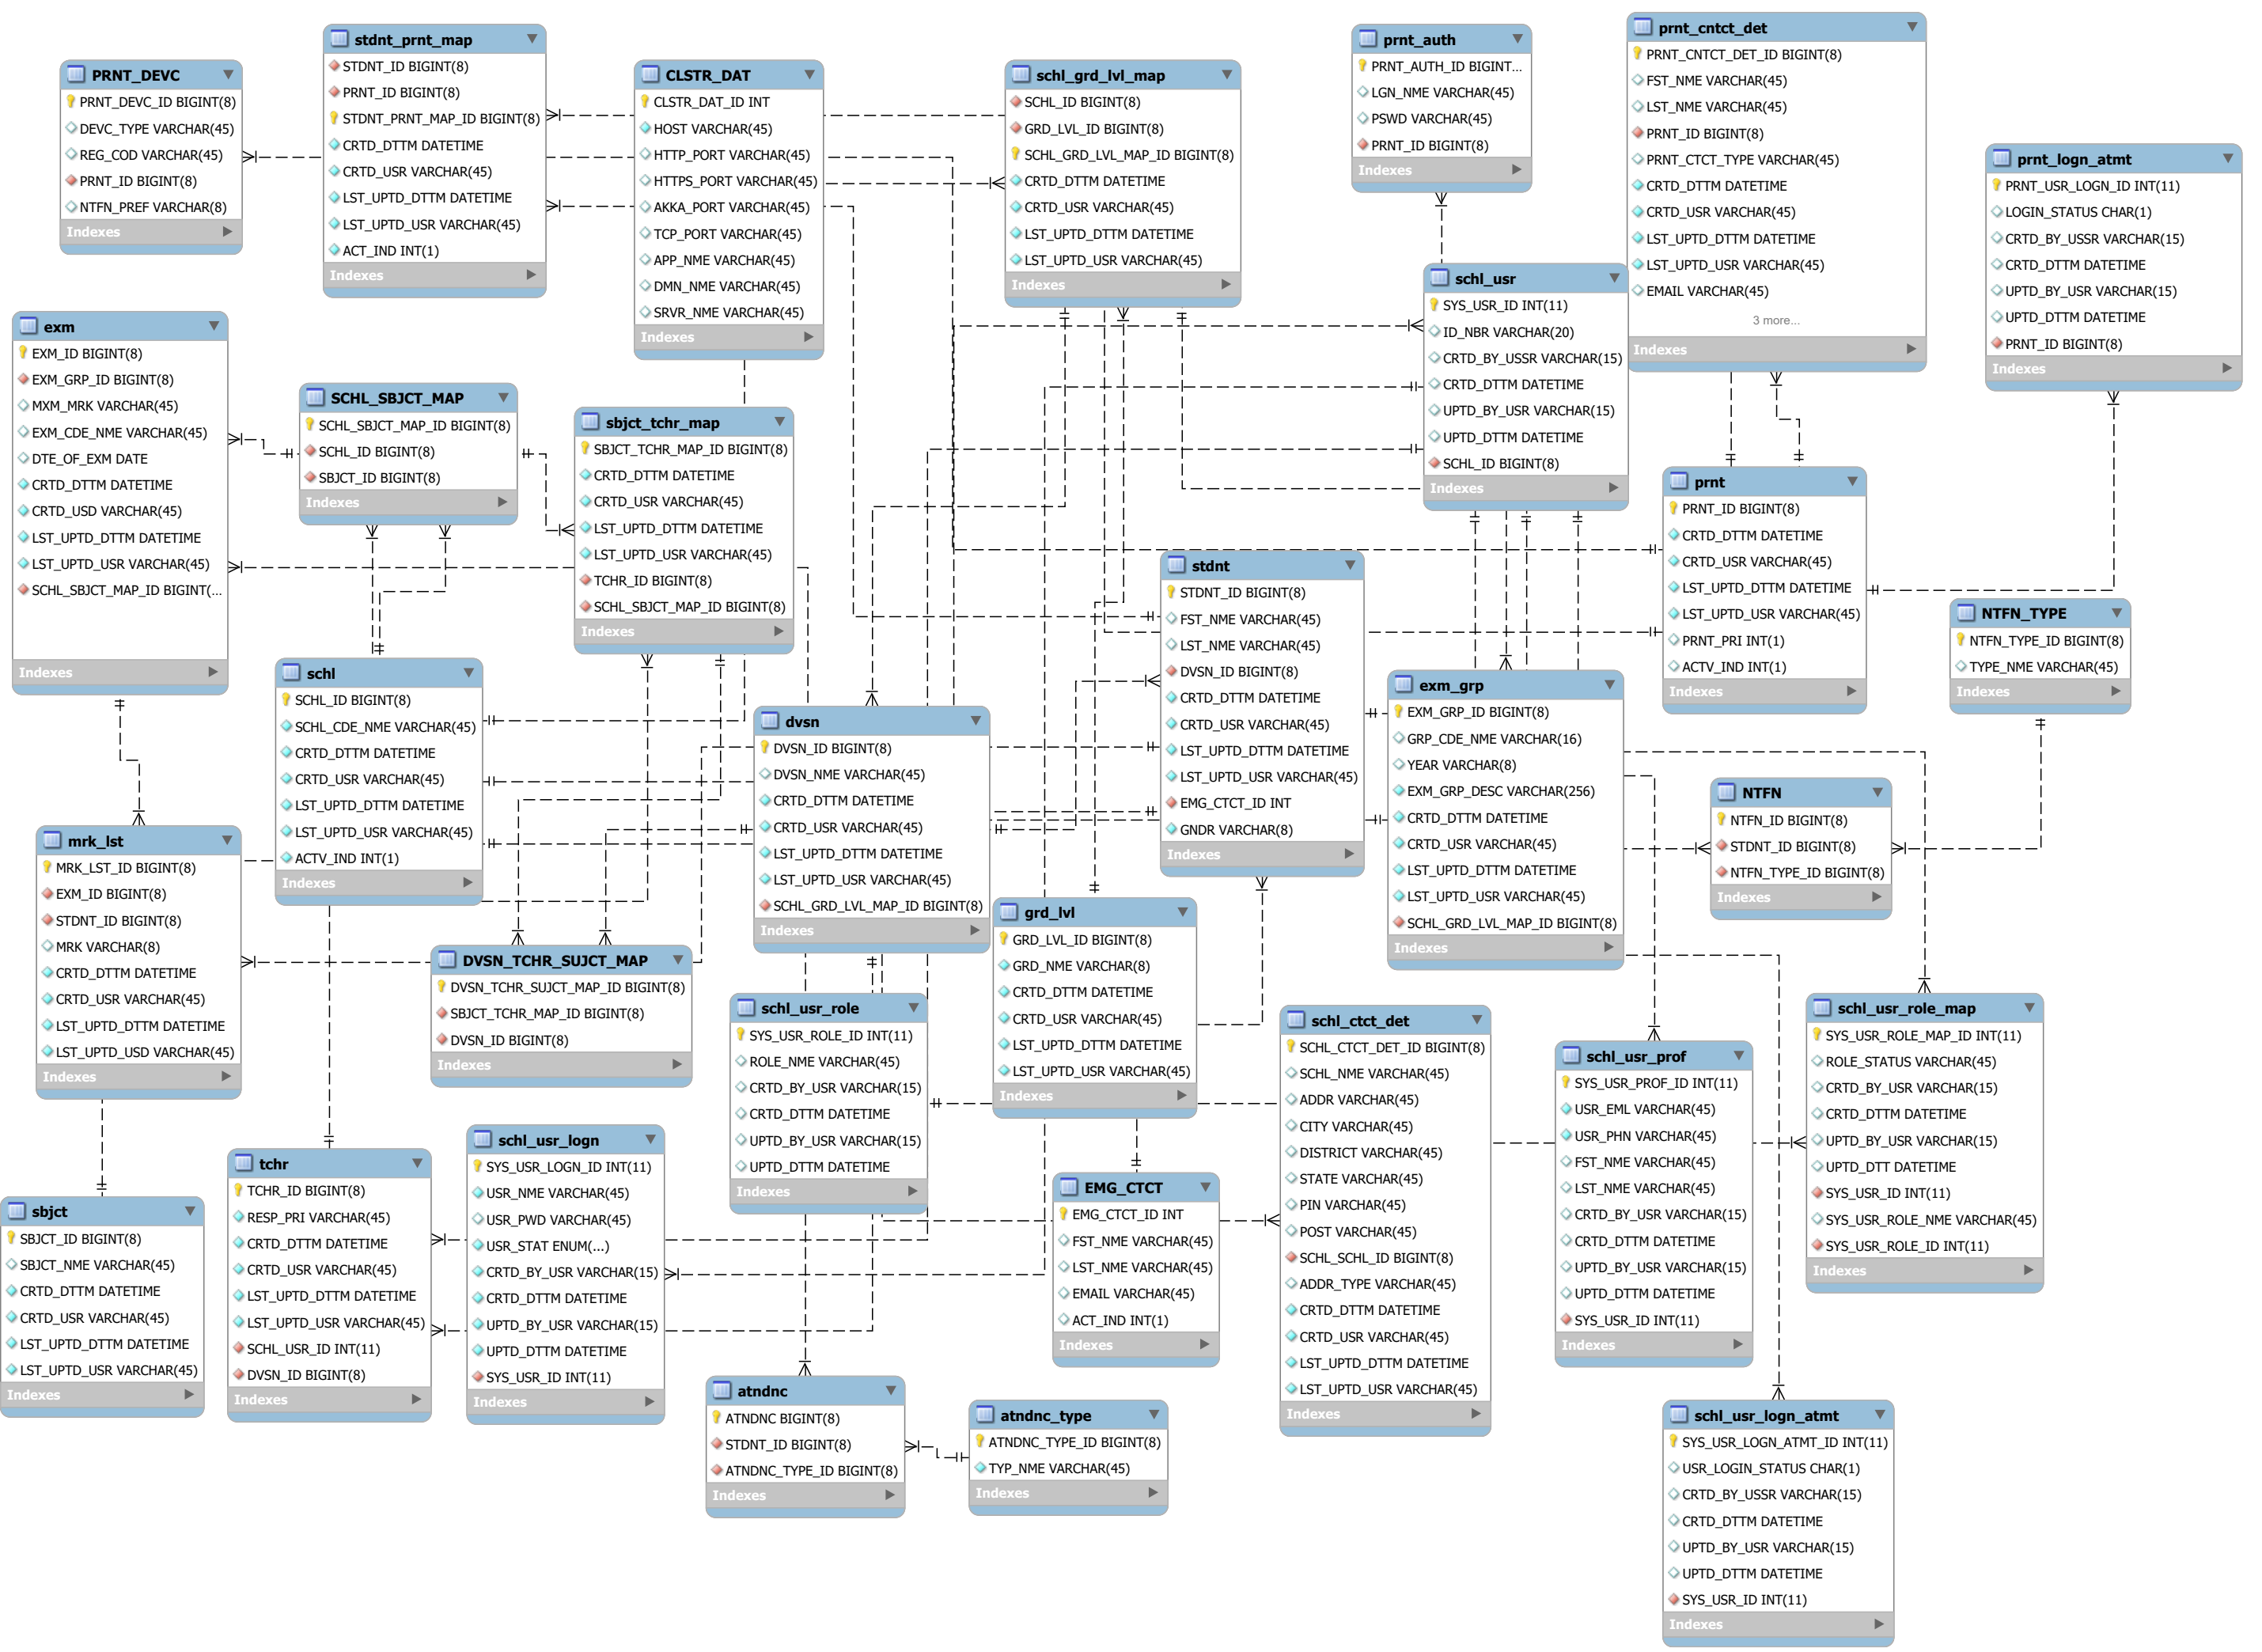 stdnt_prnt_map
STDNT_ID BIGINT(8)
PRNT_ID BIGINT(8)
STDNT_PRNT_MAP_ID BIGINT(8)
CRTD_DTTM DATETIME
CRTD_USR VARCHAR(45)
LST_UPTD_DTTM DATETIME
LST_UPTD_USR VARCHAR(45)
ACT_IND INT(1)
Indexes
PRNT_DEVC
PRNT_DEVC_ID BIGINT(8)
DEVC_TYPE VARCHAR(45)
REG_COD VARCHAR(45)
PRNT_ID BIGINT(8)
NTFN_PREF VARCHAR(8)
Indexes
CLSTR_DAT
CLSTR_DAT_ID INT
HOST VARCHAR(45)
HTTP_PORT VARCHAR(45)
HTTPS_PORT VARCHAR(45)
AKKA_PORT VARCHAR(45)
TCP_PORT VARCHAR(45)
APP_NME VARCHAR(45)
DMN_NME VARCHAR(45)
SRVR_NME VARCHAR(45)
Indexes
schl_grd_lvl_map
SCHL_ID BIGINT(8)
GRD_LVL_ID BIGINT(8)
SCHL_GRD_LVL_MAP_ID BIGINT(8)
CRTD_DTTM DATETIME
CRTD_USR VARCHAR(45)
LST_UPTD_DTTM DATETIME
LST_UPTD_USR VARCHAR(45)
Indexes
prnt_auth
PRNT_AUTH_ID BIGINT...
LGN_NME VARCHAR(45)
PSWD VARCHAR(45)
PRNT_ID BIGINT(8)
Indexes
prnt_cntct_det
PRNT_CNTCT_DET_ID BIGINT(8)
FST_NME VARCHAR(45)
LST_NME VARCHAR(45)
PRNT_ID BIGINT(8)
PRNT_CTCT_TYPE VARCHAR(45)
CRTD_DTTM DATETIME
CRTD_USR VARCHAR(45)
LST_UPTD_DTTM DATETIME
LST_UPTD_USR VARCHAR(45)
EMAIL VARCHAR(45)
3 more...
Indexes
prnt_logn_atmt
PRNT_USR_LOGN_ID INT(11)
LOGIN_STATUS CHAR(1)
CRTD_BY_USSR VARCHAR(15)
CRTD_DTTM DATETIME
UPTD_BY_USR VARCHAR(15)
UPTD_DTTM DATETIME
PRNT_ID BIGINT(8)
Indexes
schl_usr
SYS_USR_ID INT(11)
ID_NBR VARCHAR(20)
CRTD_BY_USSR VARCHAR(15)
CRTD_DTTM DATETIME
UPTD_BY_USR VARCHAR(15)
UPTD_DTTM DATETIME
SCHL_ID BIGINT(8)
Indexes
exm
EXM_ID BIGINT(8)
EXM_GRP_ID BIGINT(8)
MXM_MRK VARCHAR(45)
EXM_CDE_NME VARCHAR(45)
DTE_OF_EXM DATE
CRTD_DTTM DATETIME
CRTD_USD VARCHAR(45)
LST_UPTD_DTTM DATETIME
LST_UPTD_USR VARCHAR(45)
SCHL_SBJCT_MAP_ID BIGINT(...
Indexes
SCHL_SBJCT_MAP
SCHL_SBJCT_MAP_ID BIGINT(8)
SCHL_ID BIGINT(8)
SBJCT_ID BIGINT(8)
Indexes
sbjct_tchr_map
SBJCT_TCHR_MAP_ID BIGINT(8)
CRTD_DTTM DATETIME
CRTD_USR VARCHAR(45)
LST_UPTD_DTTM DATETIME
LST_UPTD_USR VARCHAR(45)
TCHR_ID BIGINT(8)
SCHL_SBJCT_MAP_ID BIGINT(8)
Indexes
prnt
PRNT_ID BIGINT(8)
CRTD_DTTM DATETIME
CRTD_USR VARCHAR(45)
LST_UPTD_DTTM DATETIME
LST_UPTD_USR VARCHAR(45)
PRNT_PRI INT(1)
ACTV_IND INT(1)
Indexes
stdnt
STDNT_ID BIGINT(8)
FST_NME VARCHAR(45)
LST_NME VARCHAR(45)
DVSN_ID BIGINT(8)
CRTD_DTTM DATETIME
CRTD_USR VARCHAR(45)
LST_UPTD_DTTM DATETIME
LST_UPTD_USR VARCHAR(45)
EMG_CTCT_ID INT
GNDR VARCHAR(8)
Indexes
NTFN_TYPE
NTFN_TYPE_ID BIGINT(8)
TYPE_NME VARCHAR(45)
Indexes
schl
SCHL_ID BIGINT(8)
SCHL_CDE_NME VARCHAR(45)
CRTD_DTTM DATETIME
CRTD_USR VARCHAR(45)
LST_UPTD_DTTM DATETIME
LST_UPTD_USR VARCHAR(45)
ACTV_IND INT(1)
Indexes
exm_grp
EXM_GRP_ID BIGINT(8)
GRP_CDE_NME VARCHAR(16)
YEAR VARCHAR(8)
EXM_GRP_DESC VARCHAR(256)
CRTD_DTTM DATETIME
CRTD_USR VARCHAR(45)
LST_UPTD_DTTM DATETIME
LST_UPTD_USR VARCHAR(45)
SCHL_GRD_LVL_MAP_ID BIGINT(8)
Indexes
dvsn
DVSN_ID BIGINT(8)
DVSN_NME VARCHAR(45)
CRTD_DTTM DATETIME
CRTD_USR VARCHAR(45)
LST_UPTD_DTTM DATETIME
LST_UPTD_USR VARCHAR(45)
SCHL_GRD_LVL_MAP_ID BIGINT(8)
Indexes
NTFN
NTFN_ID BIGINT(8)
STDNT_ID BIGINT(8)
NTFN_TYPE_ID BIGINT(8)
Indexes
mrk_lst
MRK_LST_ID BIGINT(8)
EXM_ID BIGINT(8)
STDNT_ID BIGINT(8)
MRK VARCHAR(8)
CRTD_DTTM DATETIME
CRTD_USR VARCHAR(45)
LST_UPTD_DTTM DATETIME
LST_UPTD_USD VARCHAR(45)
Indexes
grd_lvl
GRD_LVL_ID BIGINT(8)
GRD_NME VARCHAR(8)
CRTD_DTTM DATETIME
CRTD_USR VARCHAR(45)
LST_UPTD_DTTM DATETIME
LST_UPTD_USR VARCHAR(45)
Indexes
DVSN_TCHR_SUJCT_MAP
DVSN_TCHR_SUJCT_MAP_ID BIGINT(8)
SBJCT_TCHR_MAP_ID BIGINT(8)
DVSN_ID BIGINT(8)
Indexes
schl_usr_role
SYS_USR_ROLE_ID INT(11)
ROLE_NME VARCHAR(45)
CRTD_BY_USR VARCHAR(15)
CRTD_DTTM DATETIME
UPTD_BY_USR VARCHAR(15)
UPTD_DTTM DATETIME
Indexes
schl_ctct_det
SCHL_CTCT_DET_ID BIGINT(8)
SCHL_NME VARCHAR(45)
ADDR VARCHAR(45)
CITY VARCHAR(45)
DISTRICT VARCHAR(45)
STATE VARCHAR(45)
PIN VARCHAR(45)
POST VARCHAR(45)
SCHL_SCHL_ID BIGINT(8)
ADDR_TYPE VARCHAR(45)
CRTD_DTTM DATETIME
CRTD_USR VARCHAR(45)
LST_UPTD_DTTM DATETIME
LST_UPTD_USR VARCHAR(45)
Indexes
schl_usr_prof
SYS_USR_PROF_ID INT(11)
USR_EML VARCHAR(45)
USR_PHN VARCHAR(45)
FST_NME VARCHAR(45)
LST_NME VARCHAR(45)
CRTD_BY_USR VARCHAR(15)
CRTD_DTTM DATETIME
UPTD_BY_USR VARCHAR(15)
UPTD_DTTM DATETIME
SYS_USR_ID INT(11)
Indexes
schl_usr_role_map
SYS_USR_ROLE_MAP_ID INT(11)
ROLE_STATUS VARCHAR(45)
CRTD_BY_USR VARCHAR(15)
CRTD_DTTM DATETIME
UPTD_BY_USR VARCHAR(15)
UPTD_DTT DATETIME
SYS_USR_ID INT(11)
SYS_USR_ROLE_NME VARCHAR(45)
SYS_USR_ROLE_ID INT(11)
Indexes
sbjct
SBJCT_ID BIGINT(8)
SBJCT_NME VARCHAR(45)
CRTD_DTTM DATETIME
CRTD_USR VARCHAR(45)
LST_UPTD_DTTM DATETIME
LST_UPTD_USR VARCHAR(45)
Indexes
tchr
TCHR_ID BIGINT(8)
RESP_PRI VARCHAR(45)
CRTD_DTTM DATETIME
CRTD_USR VARCHAR(45)
LST_UPTD_DTTM DATETIME
LST_UPTD_USR VARCHAR(45)
SCHL_USR_ID INT(11)
DVSN_ID BIGINT(8)
Indexes
schl_usr_logn
SYS_USR_LOGN_ID INT(11)
USR_NME VARCHAR(45)
USR_PWD VARCHAR(45)
USR_STAT ENUM(...)
CRTD_BY_USR VARCHAR(15)
CRTD_DTTM DATETIME
UPTD_BY_USR VARCHAR(15)
UPTD_DTTM DATETIME
SYS_USR_ID INT(11)
Indexes
EMG_CTCT
EMG_CTCT_ID INT
FST_NME VARCHAR(45)
LST_NME VARCHAR(45)
EMAIL VARCHAR(45)
ACT_IND INT(1)
Indexes
atndnc
ATNDNC BIGINT(8)
STDNT_ID BIGINT(8)
ATNDNC_TYPE_ID BIGINT(8)
Indexes
atndnc_type
ATNDNC_TYPE_ID BIGINT(8)
TYP_NME VARCHAR(45)
Indexes
schl_usr_logn_atmt
SYS_USR_LOGN_ATMT_ID INT(11)
USR_LOGIN_STATUS CHAR(1)
CRTD_BY_USSR VARCHAR(15)
CRTD_DTTM DATETIME
UPTD_BY_USR VARCHAR(15)
UPTD_DTTM DATETIME
SYS_USR_ID INT(11)
Indexes